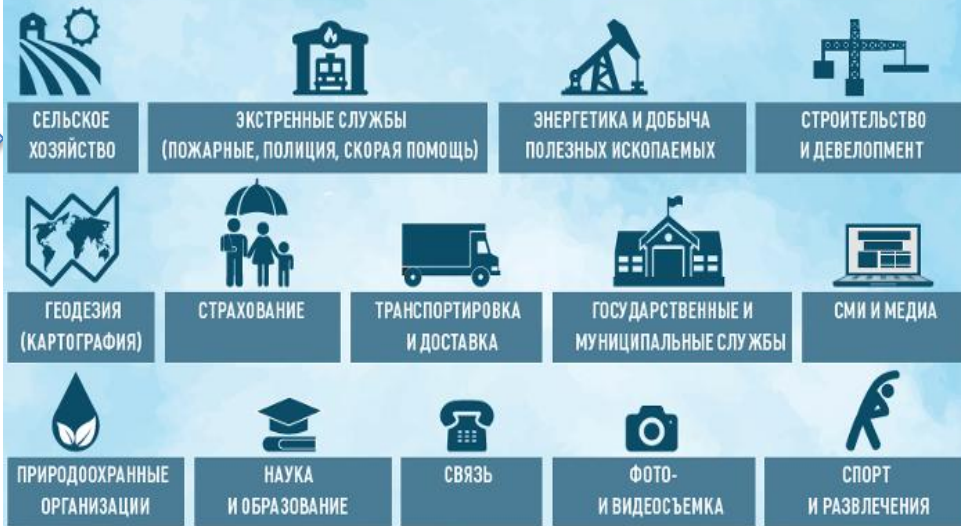 СЕЛЬСКОЕ
ХОЗЯЙСТВО
ЭКСТРЕННЫЕ СЛУЖБЫ
(ПОЖАРНЫЕ, ПОЛИЦИЯ, СКОРАЯ ПОМОЩЬ)
ЭНЕРГЕТИКА И ДОБЫЧА
ПОЛЕЗНЫХ ИСКОПАЕМЫХ
СТРОИТЕЛЬСТВО
И ДЕВЕЛОПМЕНТ
ГЕОДЕЗИЯ
(КАРТОГРАФИЯ)
СТРАХОВАНИЕ
ТРАНСПОРТИРОВКА
И ДОСТАВКА
ГОСУДАРСТВЕННЫЕ И
МУНИЦИПАЛЬНЫЕ СЛУЖБЫ
СМИ И МЕДИА
ПРИРОДООХРАННЫЕ
ОРГАНИЗАЦИИ
НАУКА
И ОБРАЗОВАНИЕ
СВЯЗЬ
ФОТО-
И ВИДЕОСЪЕМКА
СПОРТ
И РАЗВЛЕЧЕНИЯ